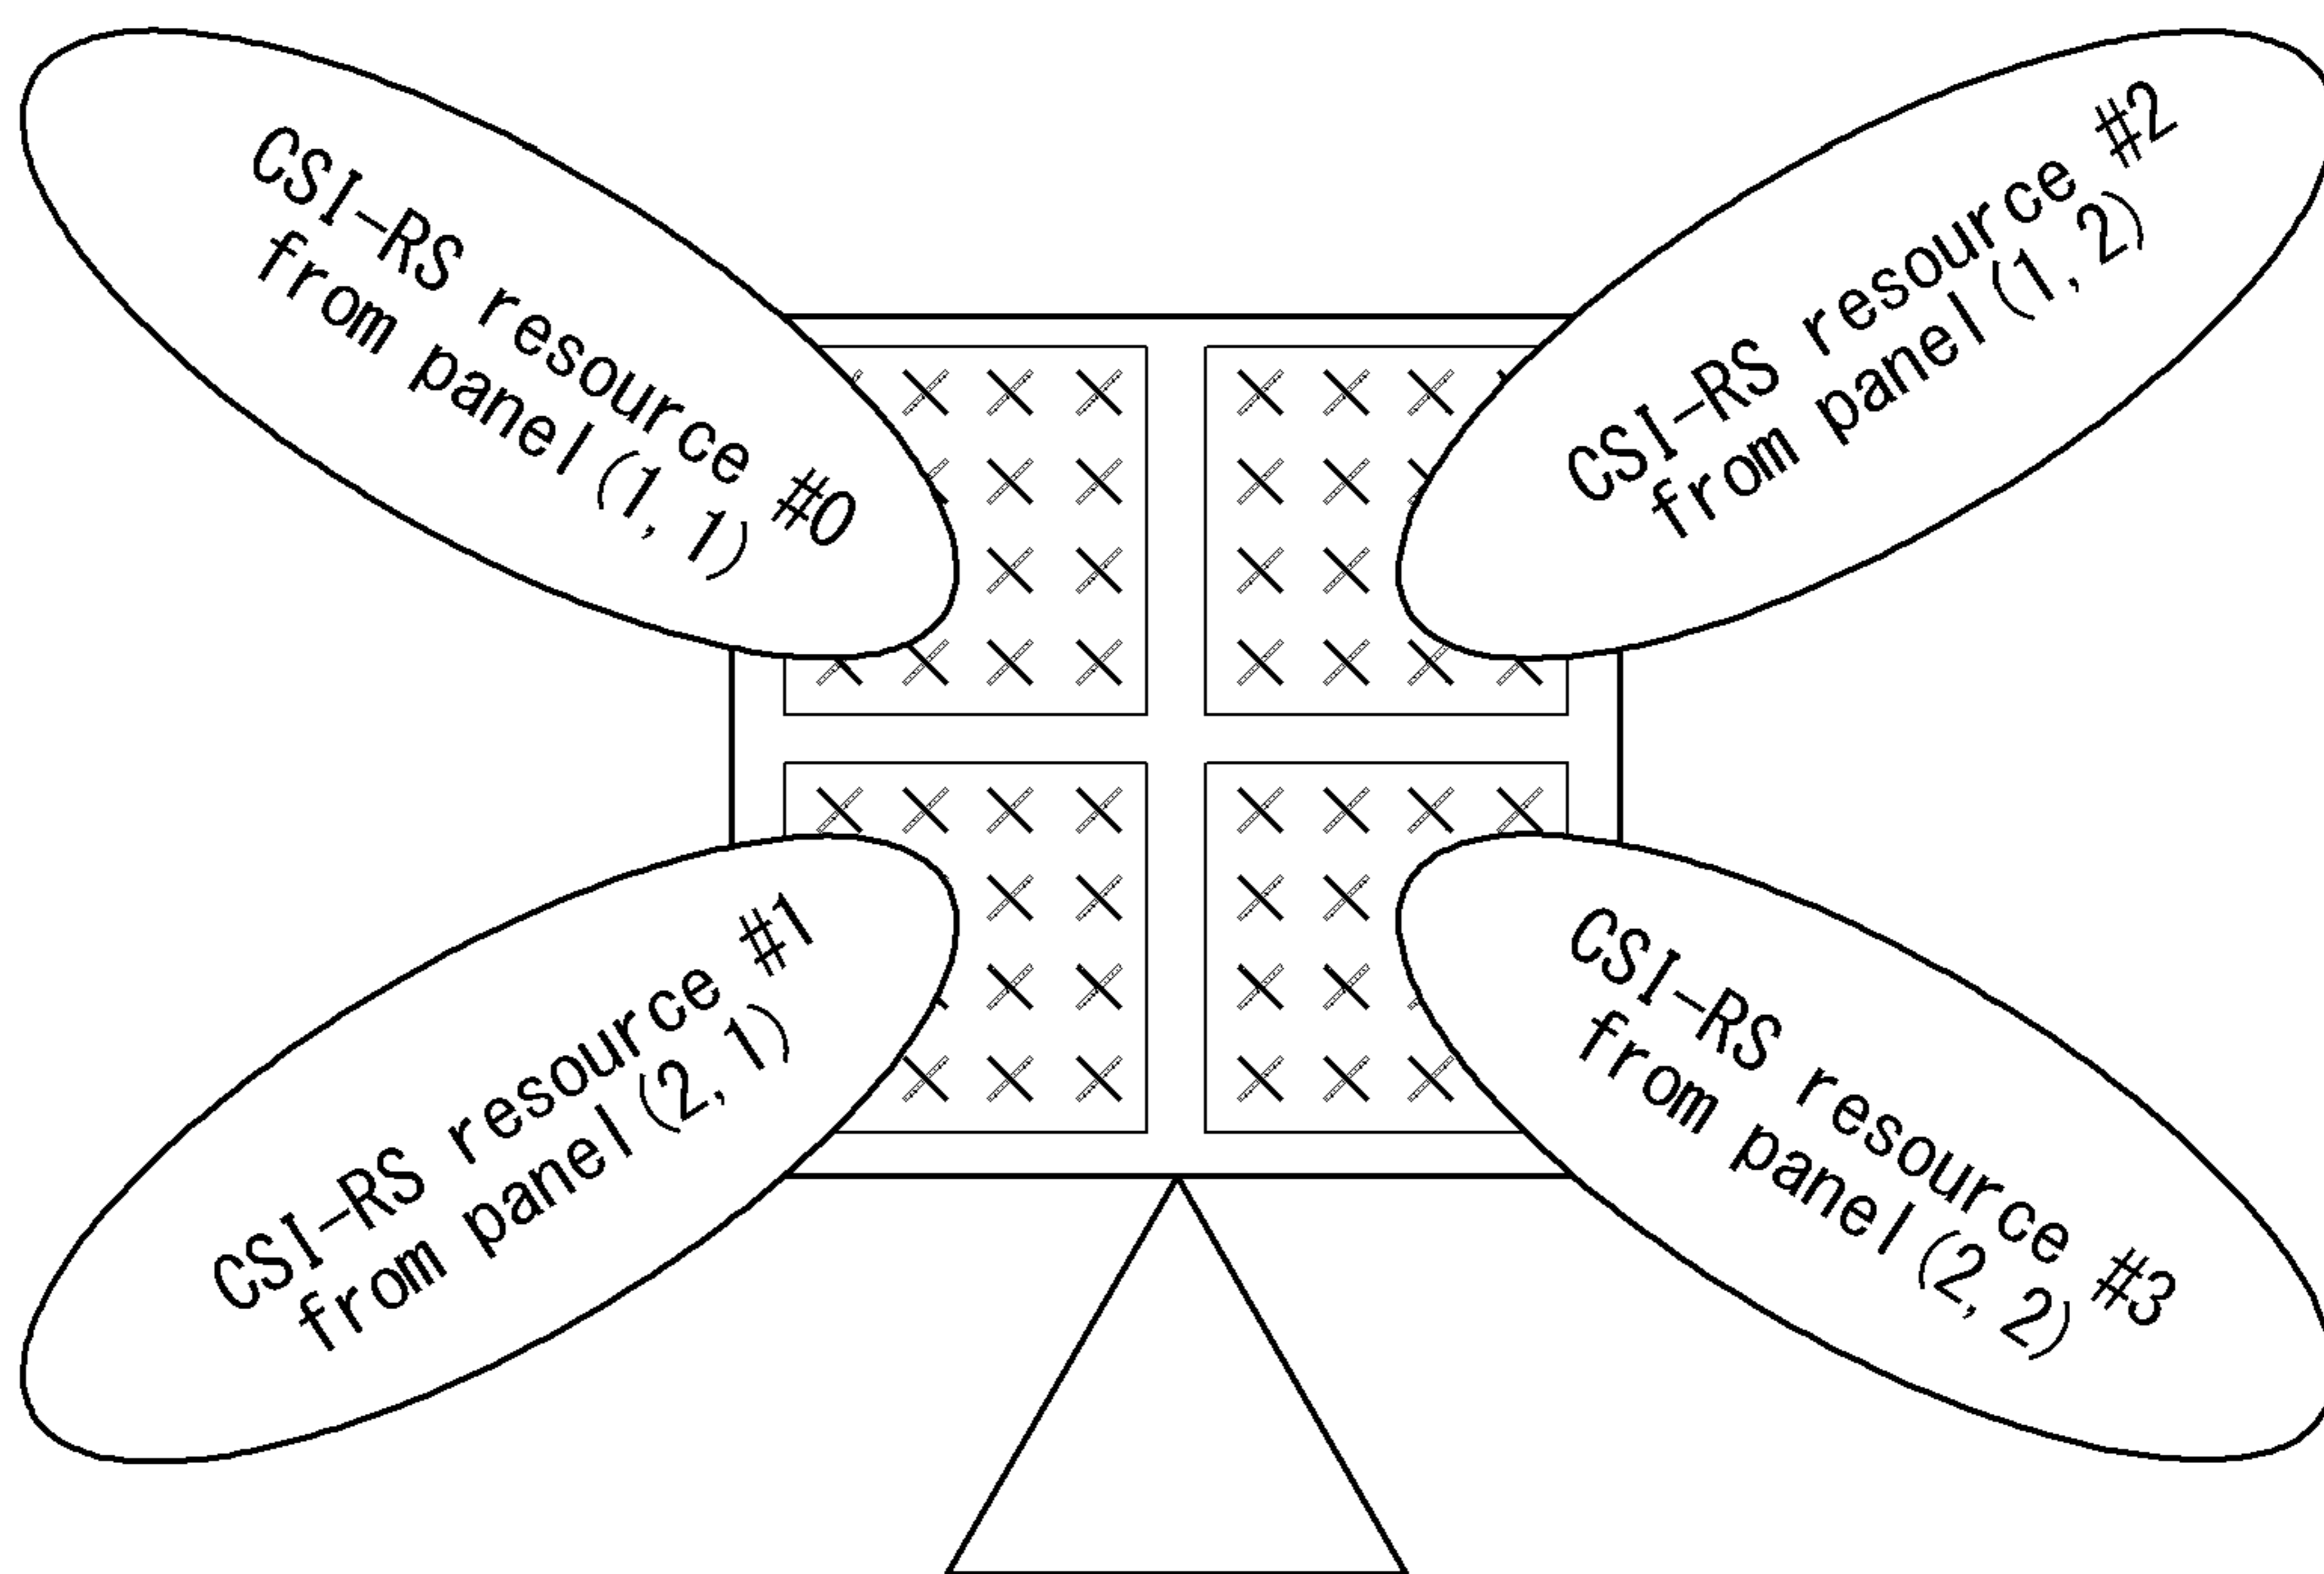 CSI-RS resource #0
from panel (1, 1)
CSI-RS resource #2
from panel (1, 2)
CSI-RS resource #1
from panel (2, 1)
CSI-RS resource #3
from panel (2, 2)